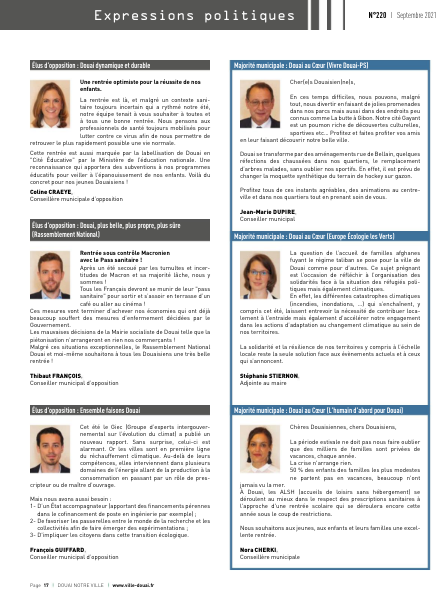 Expressions politiques
N°220 | Septembre 2021
Élus d'opposition : Douai dynamique et durable
Une rentrée optimiste pour la réussite de nos
enfants.
La rentrée est là, et malgré un contexte sani-
taire toujours incertain qui a rythmé notre été,
notre équipe tenait à vous souhaiter à toutes et
à tous une bonne rentrée. Nous pensons aux
professionnels de santé toujours mobilisés pour
lutter contre ce virus afin de nous permettre de
retrouver le plus rapidement possible une vie normale.
Cette rentrée est aussi marquée par la labellisation de Douai en
"Cité Éducative" par le Ministère de l'éducation nationale. Une
reconnaissance qui apportera des subventions à nos programmes
éducatifs pour veiller à l'épanouissement de nos enfants. Voilà du
concret pour nos jeunes Douaisiens !
Coline CRAEYE,
Conseillère municipale d'opposition
Élus d'opposition : Douai, plus belle, plus propre, plus sûre
(Rassemblement National)
Rentrée sous contrôle Macronien
avec le Pass sanitaire !
Après un été secoué par les tumultes et incer-
titudes de Macron et sa majorité lâche, nous y
sommes !
Tous les Français devront se munir de leur "pass
sanitaire" pour sortir et s'assoir en terrasse d'un
café ou aller au cinéma !
Ces mesures vont terminer d'achever nos économies qui ont déjà
beaucoup souffert des mesures d'enfermement décidées par le
Gouvernement.
Les mauvaises décisions de la Mairie socialiste de Douai telle que la
piétonnisation n'arrangeront en rien nos commerçants !
Malgré ces situations exceptionnelles, le Rassemblement National
Douai et moi-même souhaitons à tous les Douaisiens une très belle
rentrée !
Thibaut FRANÇOIS,
Conseiller municipal d'opposition
Élus d'opposition : Ensemble faisons Douai
Cet été le Giec (Groupe d'experts intergouver-
nemental sur l'évolution du climat) a publié un
nouveau rapport. Sans surprise, celui-ci est
alarmant. Or les villes sont en première ligne
du réchauffement climatique. Au-delà de leurs
compétences, elles interviennent dans plusieurs
domaines de l'énergie allant de la production à la
consommation en passant par un rôle de pres-
cripteur ou de maître d'ouvrage.
Mais nous avons aussi besoin :
1- D'un État accompagnateur (apportant des financements pérennes
dans le cofinancement de poste en ingénierie par exemple) ;
2- De favoriser les passerelles entre le monde de la recherche et les
collectivités afin de faire émerger des expérimentations ;
3- D'impliquer les citoyens dans cette transition écologique.
François GUIFFARD,
Conseiller municipal d'opposition
Majorité municipale : Douai au Cœur (Vivre Douai-PS)
Cher(e)s Douaisien(ne)s,
En ces temps difficiles, nous pouvons, malgré
tout, nous divertir en faisant de jolies promenades
dans nos parcs mais aussi dans des endroits peu
connus comme La butte à Gibon. Notre cité Gayant
est un poumon riche de découvertes culturelles,
sportives etc... Profitez et faites profiter vos amis
en leur faisant découvrir notre belle ville.
Douai se transforme par des aménagements rue de Bellain, quelques
réfections des chaussées dans nos quartiers, le remplacement
d'arbres malades, sans oublier nos sportifs. En effet, il est prévu de
changer la moquette synthétique du terrain de hockey sur gazon.
Profitez tous de ces instants agréables, des animations au centre-
ville et dans nos quartiers tout en prenant soin de vous.
Jean-Marie DUPIRE,
Conseiller municipal
Majorité municipale : Douai au Cœur (Europe Écologie les Verts)
La question de l'accueil de familles afghanes
fuyant le régime taliban se pose pour la ville de
Douai comme pour d'autres. Ce sujet prégnant
est l'occasion de réfléchir à l'organisation des
solidarités face à la situation des réfugiés poli-
tiques mais également climatiques.
En effet, les différentes catastrophes climatiques
(incendies, inondations, ...) qui s'enchaînent, y
compris cet été, laissent entrevoir la nécessité de contribuer loca-
lement à l'entraide mais également d'accélérer notre engagement
dans les actions d'adaptation au changement climatique au sein de
nos territoires.
La solidarité et la résilience de nos territoires y compris à l'échelle
locale reste la seule solution face aux événements actuels et à ceux
qui s'annoncent.
Stéphanie STIERNON,
Adjointe au maire
Majorité municipale : Douai au Cœur (L'humain d'abord pour Douai)
Chères Douaisiennes, chers Douaisiens,
La période estivale ne doit pas nous faire oublier
que des milliers de familles sont privées de
vacances, chaque année.
La crise n'arrange rien.
50 % des enfants des familles les plus modestes
ne partent pas en vacances, beaucoup n'ont
jamais vu la mer.
À Douai, les ALSH (accueils de loisirs sans hébergement) se
déroulent au mieux dans le respect des prescriptions sanitaires à
l'approche d'une rentrée scolaire qui se déroulera encore cette
année sous le coup de restrictions.
Nous souhaitons aux jeunes, aux enfants et leurs familles une excel-
lente rentrée.
Nora CHERKI,
Conseillère municipale
Page 17 | DOUAI NOTRE VILLE | www.ville-douai.fr